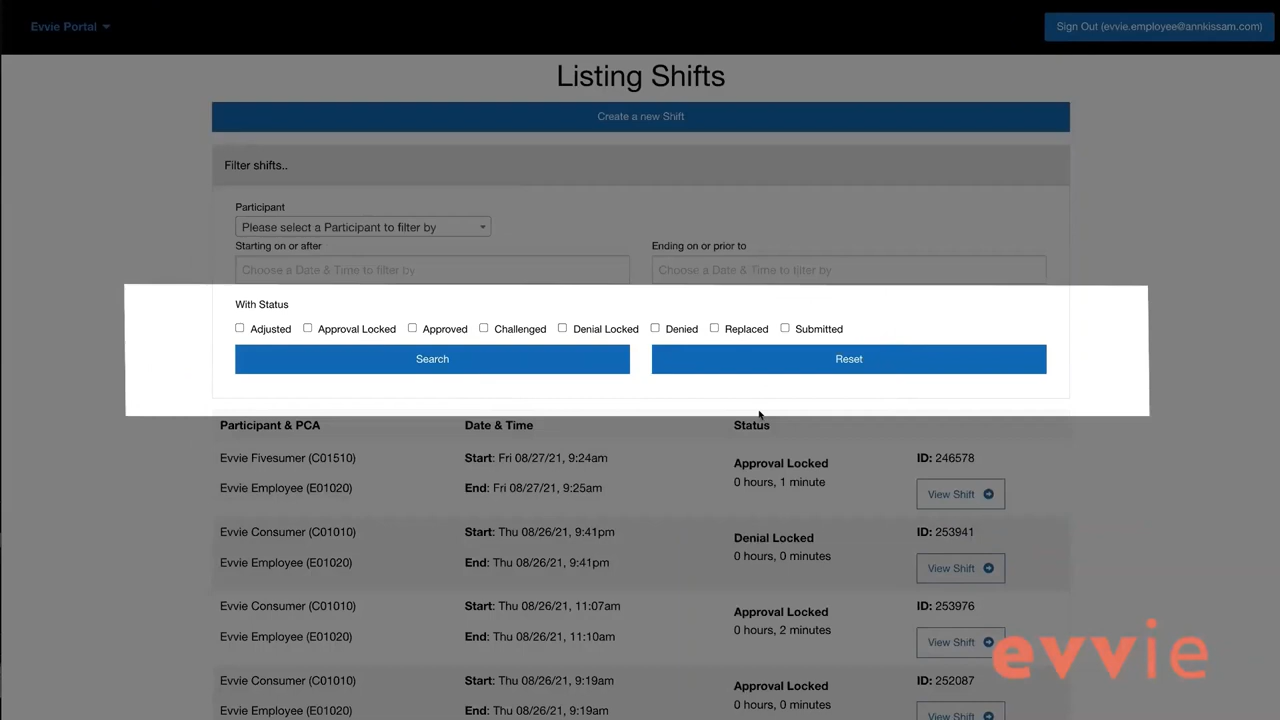 Evvie Portal
Sign Out (evvie.employee@annkissam.com)
Listing Shifts
Create a new Shift
Filter shifts..
Participant
Please select a Participant to filter by
Starting on or after
Ending on or prior to
Choose a Date & Time to filter by
Choose a Date & Time to filter by
With Status
Adjusted Approval Locked Approved Challenged Denial Locked Denied Replaced Submitted
Search
Reset
Participant & PCA Date & Time Status
Evvie Fivesumer (C01510) Start: Fri 08/27/21, 9:24am Approval Locked ID: 246578
0 hours, 1 minute
Evvie Employee (E01020) End: Fri 08/27/21, 9:25am View Shift
Evvie Consumer (C01010) Start: Thu 08/26/21, 9:41pm Denial Locked ID: 253941
0 hours, 0 minutes
Evvie Employee (E01020) End: Thu 08/26/21, 9:41pm View Shift
Evvie Consumer (C01010) Start: Thu 08/26/21, 11:07am Approval Locked ID: 253976
0 hours, 2 minutes
Evvie Employee (E01020) End: Thu 08/26/21, 11:10am View Shift
evvie
Evvie Consumer (C01010) Start: Thu 08/26/21, 9:19am Approval Locked ID: 252087
0 hours, 0 minutes
Evvie Employee (E01020) End: Thu 08/26/21, 9:19am View Shift